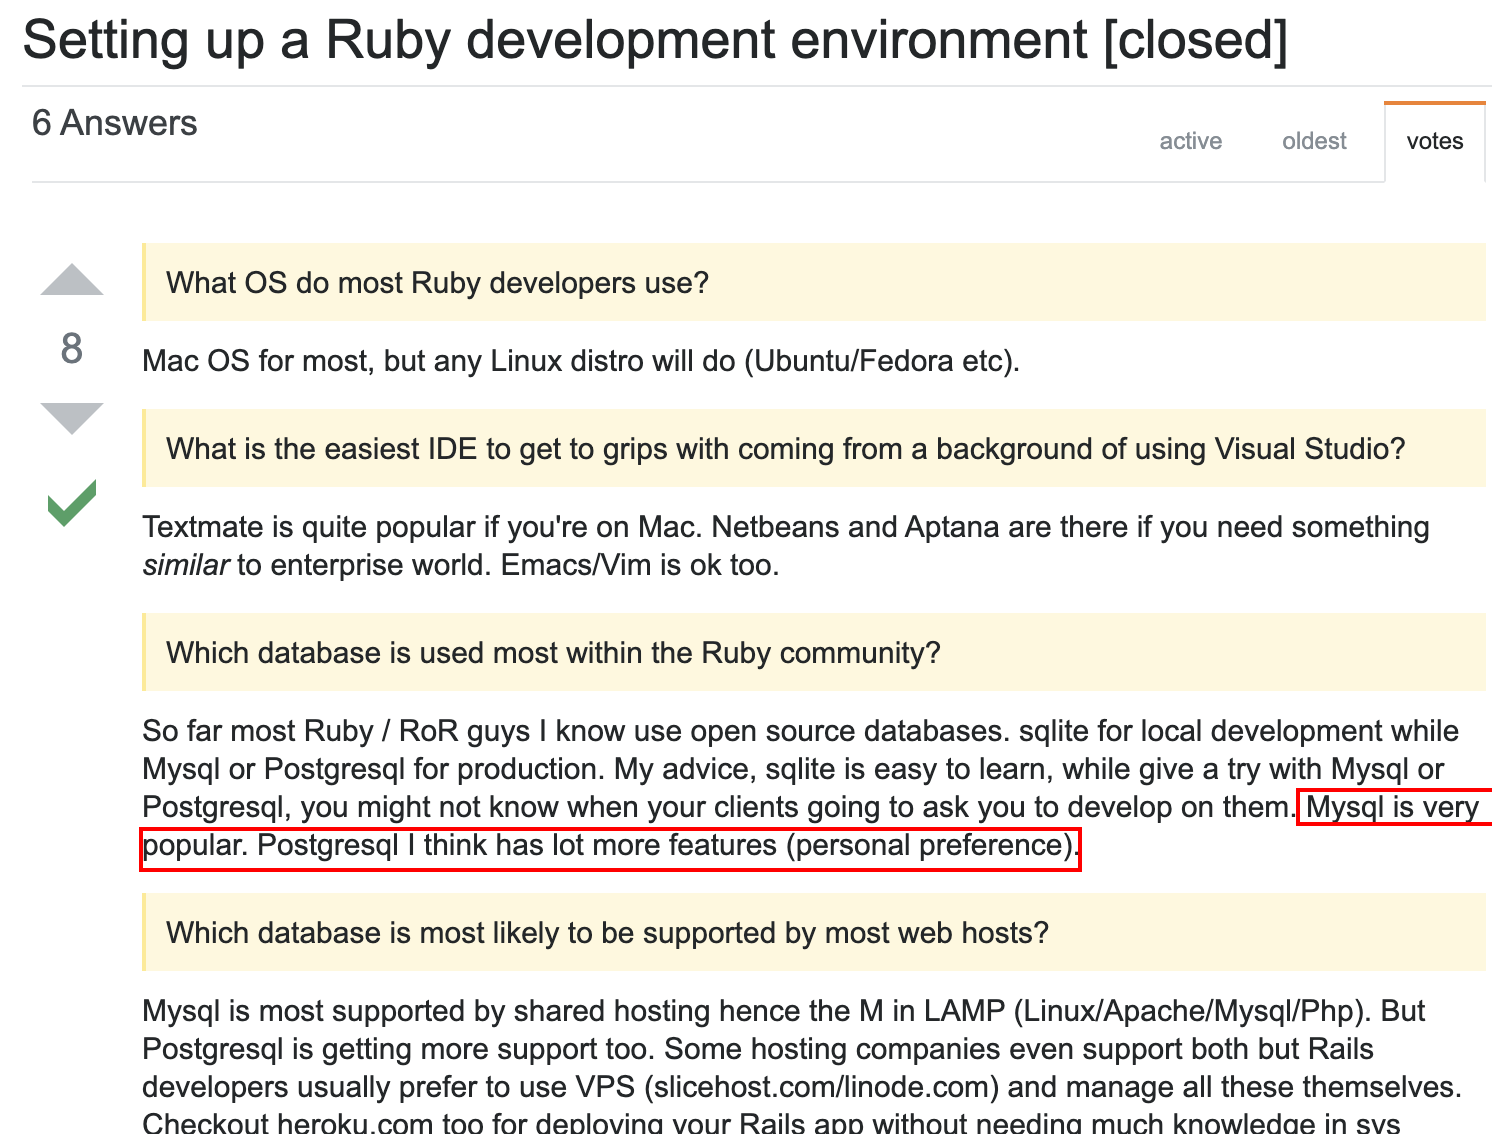 Setting up a Ruby development environment [closed]
6 Answers
active oldest votes
What OS do most Ruby developers use?
8
Mac OS for most, but any Linux distro will do (Ubuntu/Fedora etc).
What is the easiest IDE to get to grips with coming from a background of using Visual Studio?
Textmate is quite popular if you're on Mac. Netbeans and Aptana are there if you need something
similar to enterprise world. Emacs/Vim is ok too.
Which database is used most within the Ruby community?
So far most Ruby / RoR guys I know use open source databases. sqlite for local development while
Mysql or Postgresql for production. My advice, sqlite is easy to learn, while give a try with Mysql or
Postgresql, you might not know when your clients going to ask you to develop on them. Mysql is very
popular. Postgresql I think has lot more features (personal preference).
Which database is most likely to be supported by most web hosts?
Mysql is most supported by shared hosting hence the M in LAMP (Linux/Apache/Mysql/Php). But
Postgresql is getting more support too. Some hosting companies even support both but Rails
developers usually prefer to use VPS (slicehost.com/linode.com) and manage all these themselves.
Checkout heroku.com too for deploying your Rails app without needing much knowledge in sys